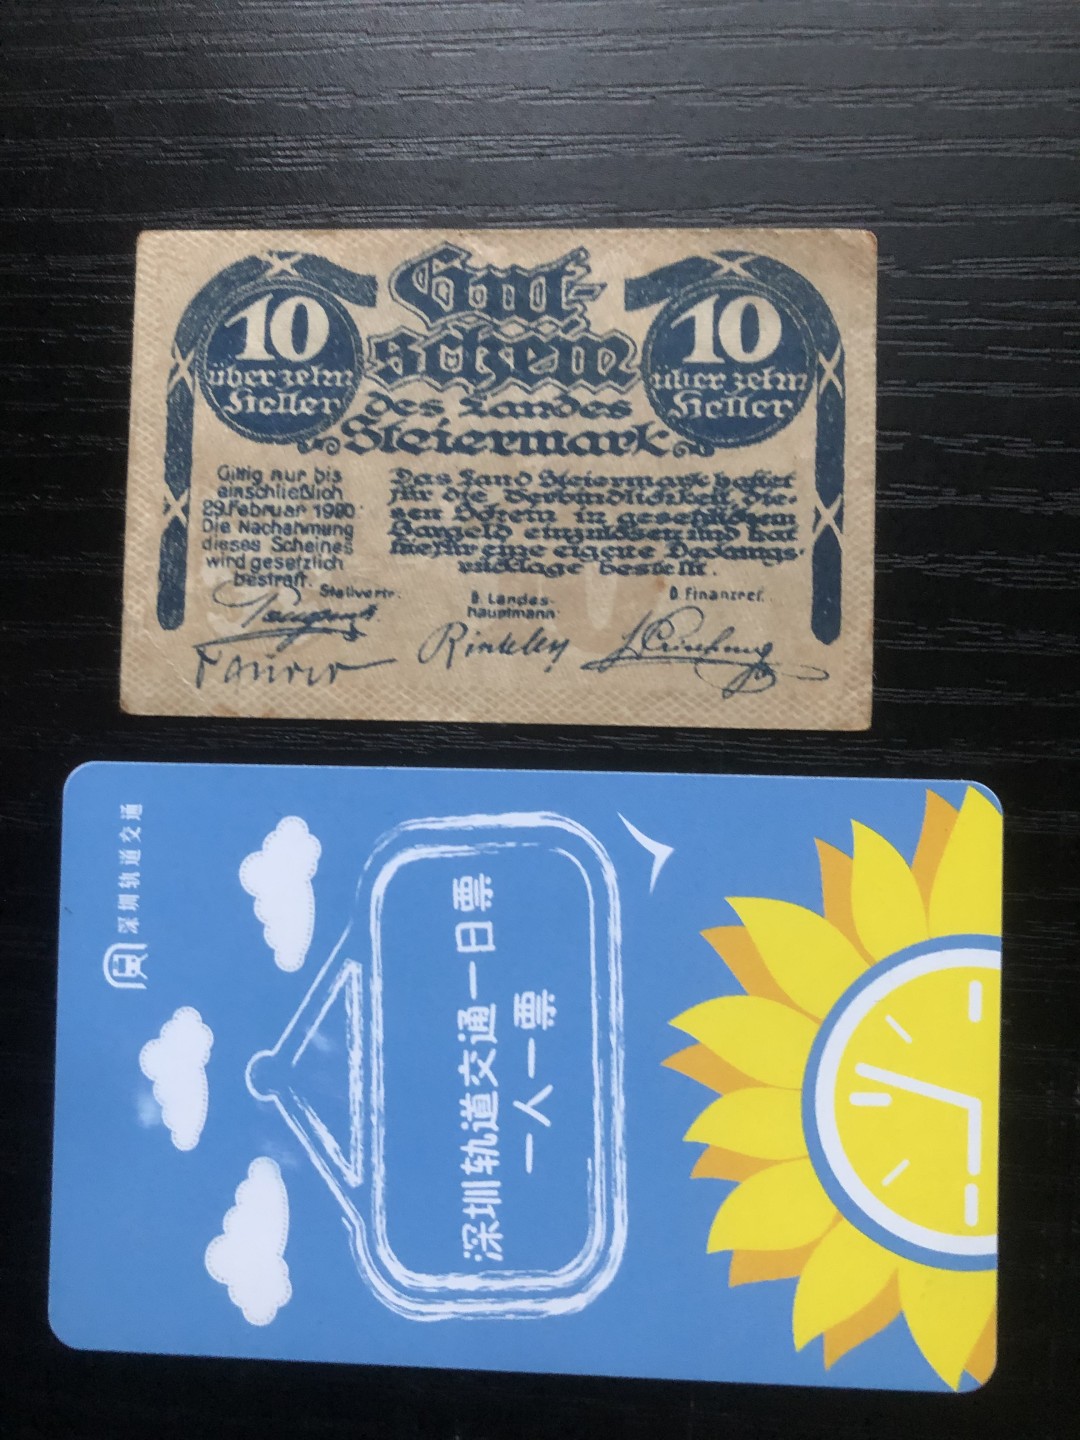 Gut-
schein
des Landes
Steiermark
10
über zehn
Heller
10
über zehn
Heller
Giltig nur bis
einschließlich
29. Februar 1920.
Die Nachahmung
dieses Scheines
wird gesetzlich
bestraft.
Das Land Steiermark haftet
für die Verbindlichkeit, die-
sen Schein in gesetzlichem
Bargeld einzulösen und hat
hiefür eine eigene Deckungs-
rücklage bestellt.
Stellvertr.:
D. Landes-
hauptmann:
D. Finanzref.:
Rintelen
深圳轨道交通
深圳轨道交通一日票
一人一票